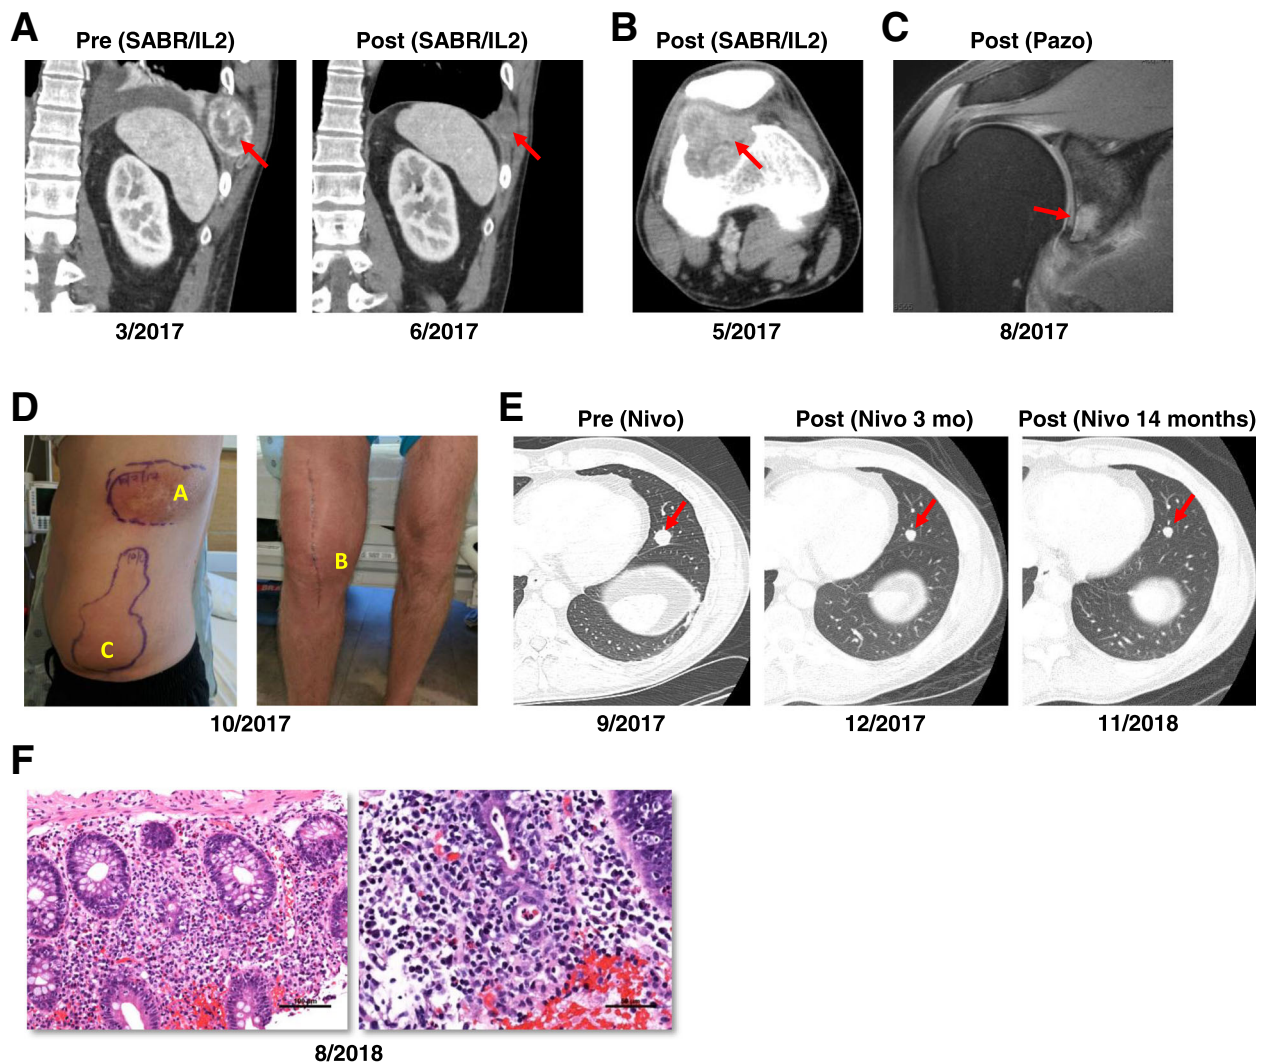 A
Pre (SABR/IL2)
Post (SABR/IL2)
3/2017
6/2017
B
Post (SABR/IL2)
5/2017
C
Post (Pazo)
8/2017
D
A
C
B
10/2017
E
Pre (Nivo)
Post (Nivo 3 mo)
Post (Nivo 14 months)
9/2017
12/2017
11/2018
F
8/2018